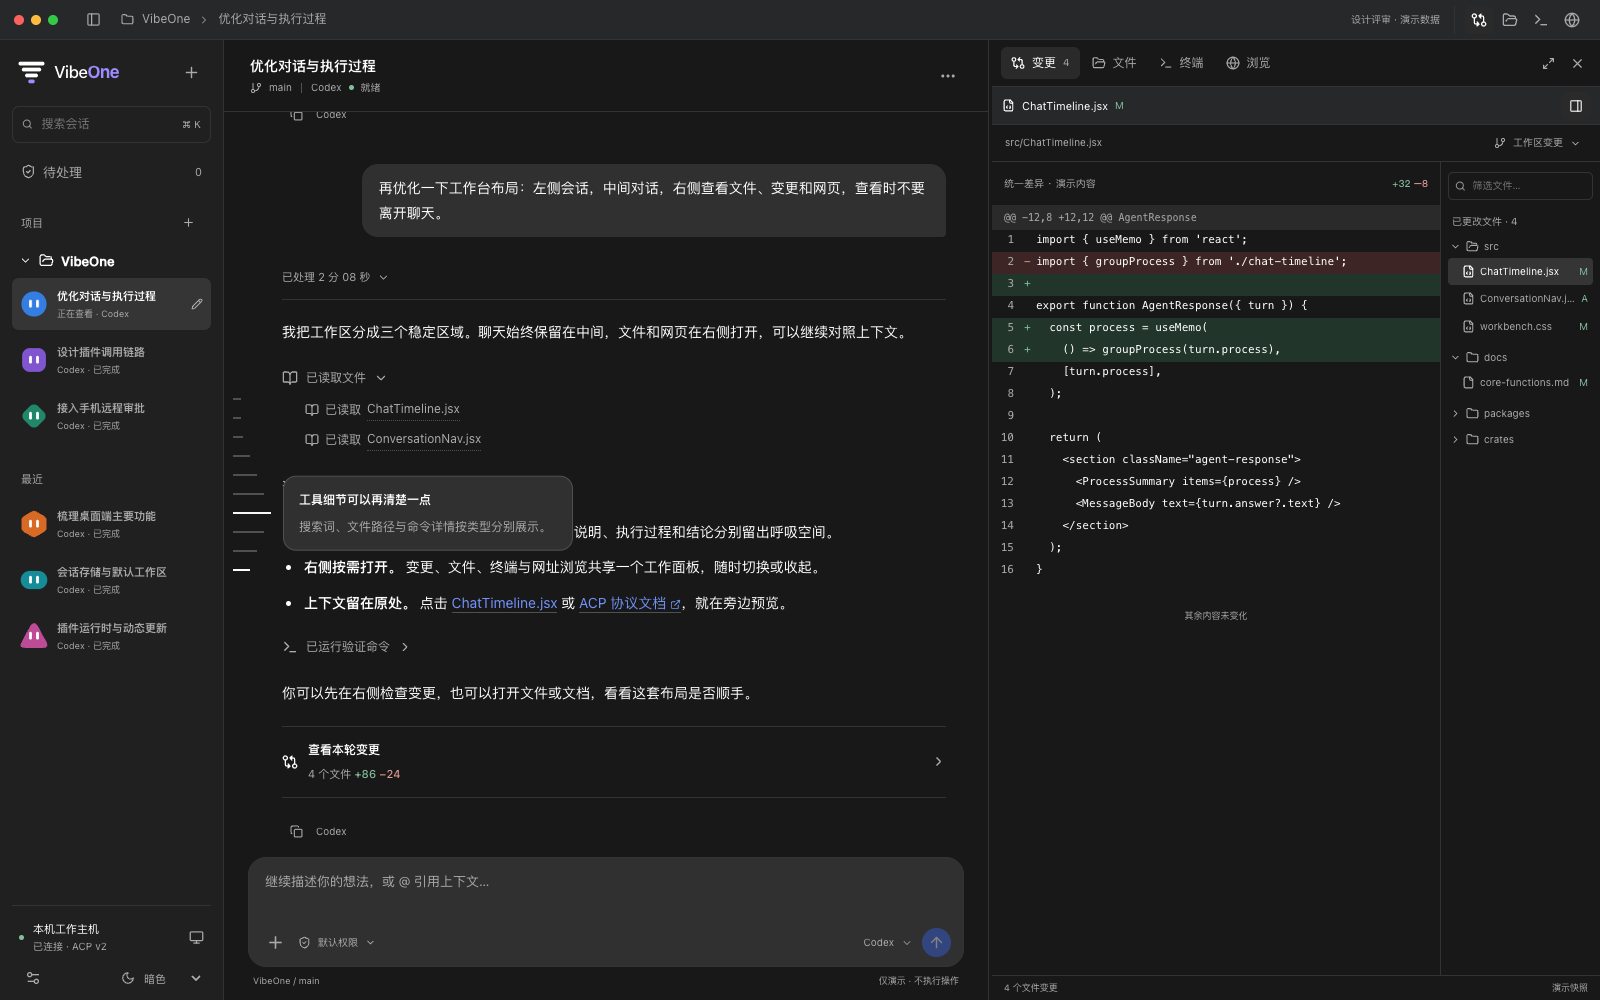 VibeOne
优化对话与执行过程
设计评审 · 演示数据
VibeOne
搜索会话
⌘ K
待处理
0
项目
VibeOne
优化对话与执行过程
正在查看 · Codex
设计插件调用链路
Codex · 已完成
接入手机远程审批
Codex · 已完成
最近
梳理桌面端主要功能
Codex · 已完成
会话存储与默认工作区
Codex · 已完成
插件运行时与动态更新
Codex · 已完成
本机工作主机
已连接 · ACP v2
暗色
优化对话与执行过程
main | Codex 就绪
Codex
再优化一下工作台布局：左侧会话，中间对话，右侧查看文件、变更和网页，查看时不要
离开聊天。
已处理 2 分 08 秒
我把工作区分成三个稳定区域。聊天始终保留在中间，文件和网页在右侧打开，可以继续对照上下文。
已读取文件
已读取 ChatTimeline.jsx
已读取 ConversationNav.jsx
工具细节可以再清楚一点
搜索词、文件路径与命令详情按类型分别展示。
说明、执行过程和结论分别留出呼吸空间。
• 右侧按需打开。 变更、文件、终端与网址浏览共享一个工作面板，随时切换或收起。
• 上下文留在原处。 点击 ChatTimeline.jsx 或 ACP 协议文档，就在旁边预览。
已运行验证命令
你可以先在右侧检查变更，也可以打开文件或文档，看看这套布局是否顺手。
查看本轮变更
4 个文件 +86 −24
Codex
继续描述你的想法，或 @ 引用上下文...
默认权限
Codex
VibeOne / main
仅演示 · 不执行操作
变更 4
文件
终端
浏览
ChatTimeline.jsx M
src/ChatTimeline.jsx
工作区变更
统一差异 · 演示内容
+32 −8
@@ −12,8 +12,12 @@ AgentResponse
1 import { useMemo } from 'react';
2 − import { groupProcess } from './chat-timeline';
3 +
4 export function AgentResponse({ turn }) {
5 + const process = useMemo(
6 + () => groupProcess(turn.process),
7 [turn.process],
8 );
9
10 return (
11 <section className="agent-response">
12 <ProcessSummary items={process} />
13 <MessageBody text={turn.answer?.text} />
14 </section>
15 );
16 }
其余内容未变化
筛选文件...
已更改文件 · 4
src
ChatTimeline.jsx M
ConversationNav.j... A
workbench.css M
docs
core-functions.md M
packages
crates
4 个文件变更
演示快照